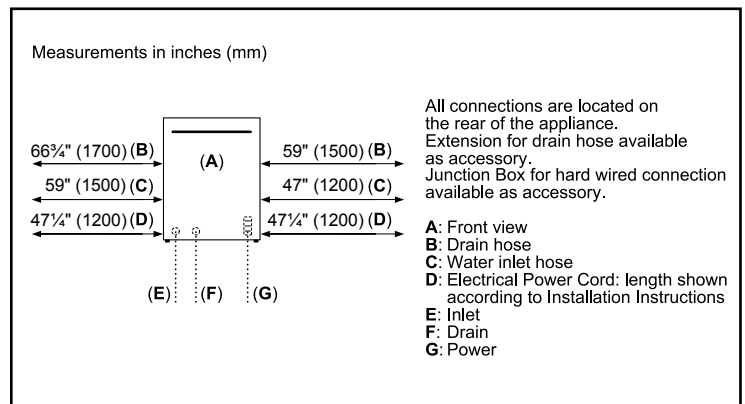 Measurements in inches (mm)
66¾" (1700) (B)
59" (1500) (C)
47¼" (1200) (D)
(A)
59" (1500) (B)
47" (1200) (C)
47¼" (1200) (D)
(E)
(F)
(G)
All connections are located on
the rear of the appliance.
Extension for drain hose available
as accessory.
Junction Box for hard wired connection
available as accessory.
A: Front view
B: Drain hose
C: Water inlet hose
D: Electrical Power Cord: length shown
according to Installation Instructions
E: Inlet
F: Drain
G: Power